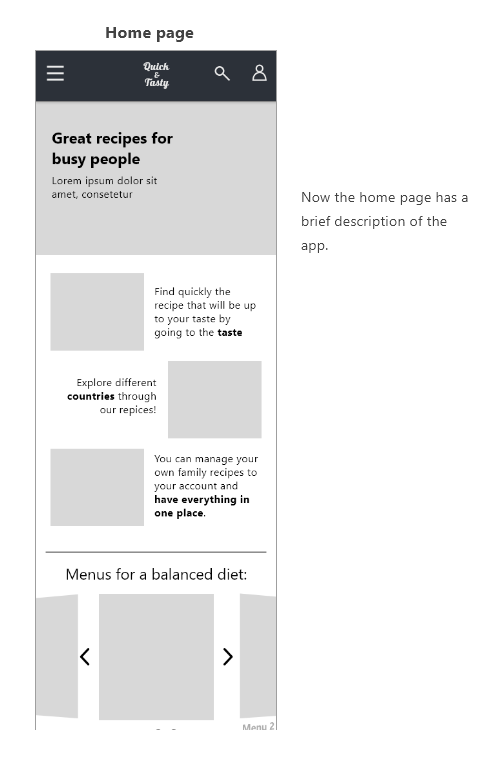 Home page
Quick
&
Tasty
Great recipes for
busy people
Lorem ipsum dolor sit
amet, consetetur
Now the home page has a
brief description of the
app.
Find quickly the
recipe that will be up
to your taste by
going to the taste
Explore different
countries through
our repices!
You can manage your
own family recipes to
your account and
have everything in
one place.
Menus for a balanced diet:
Menu 2